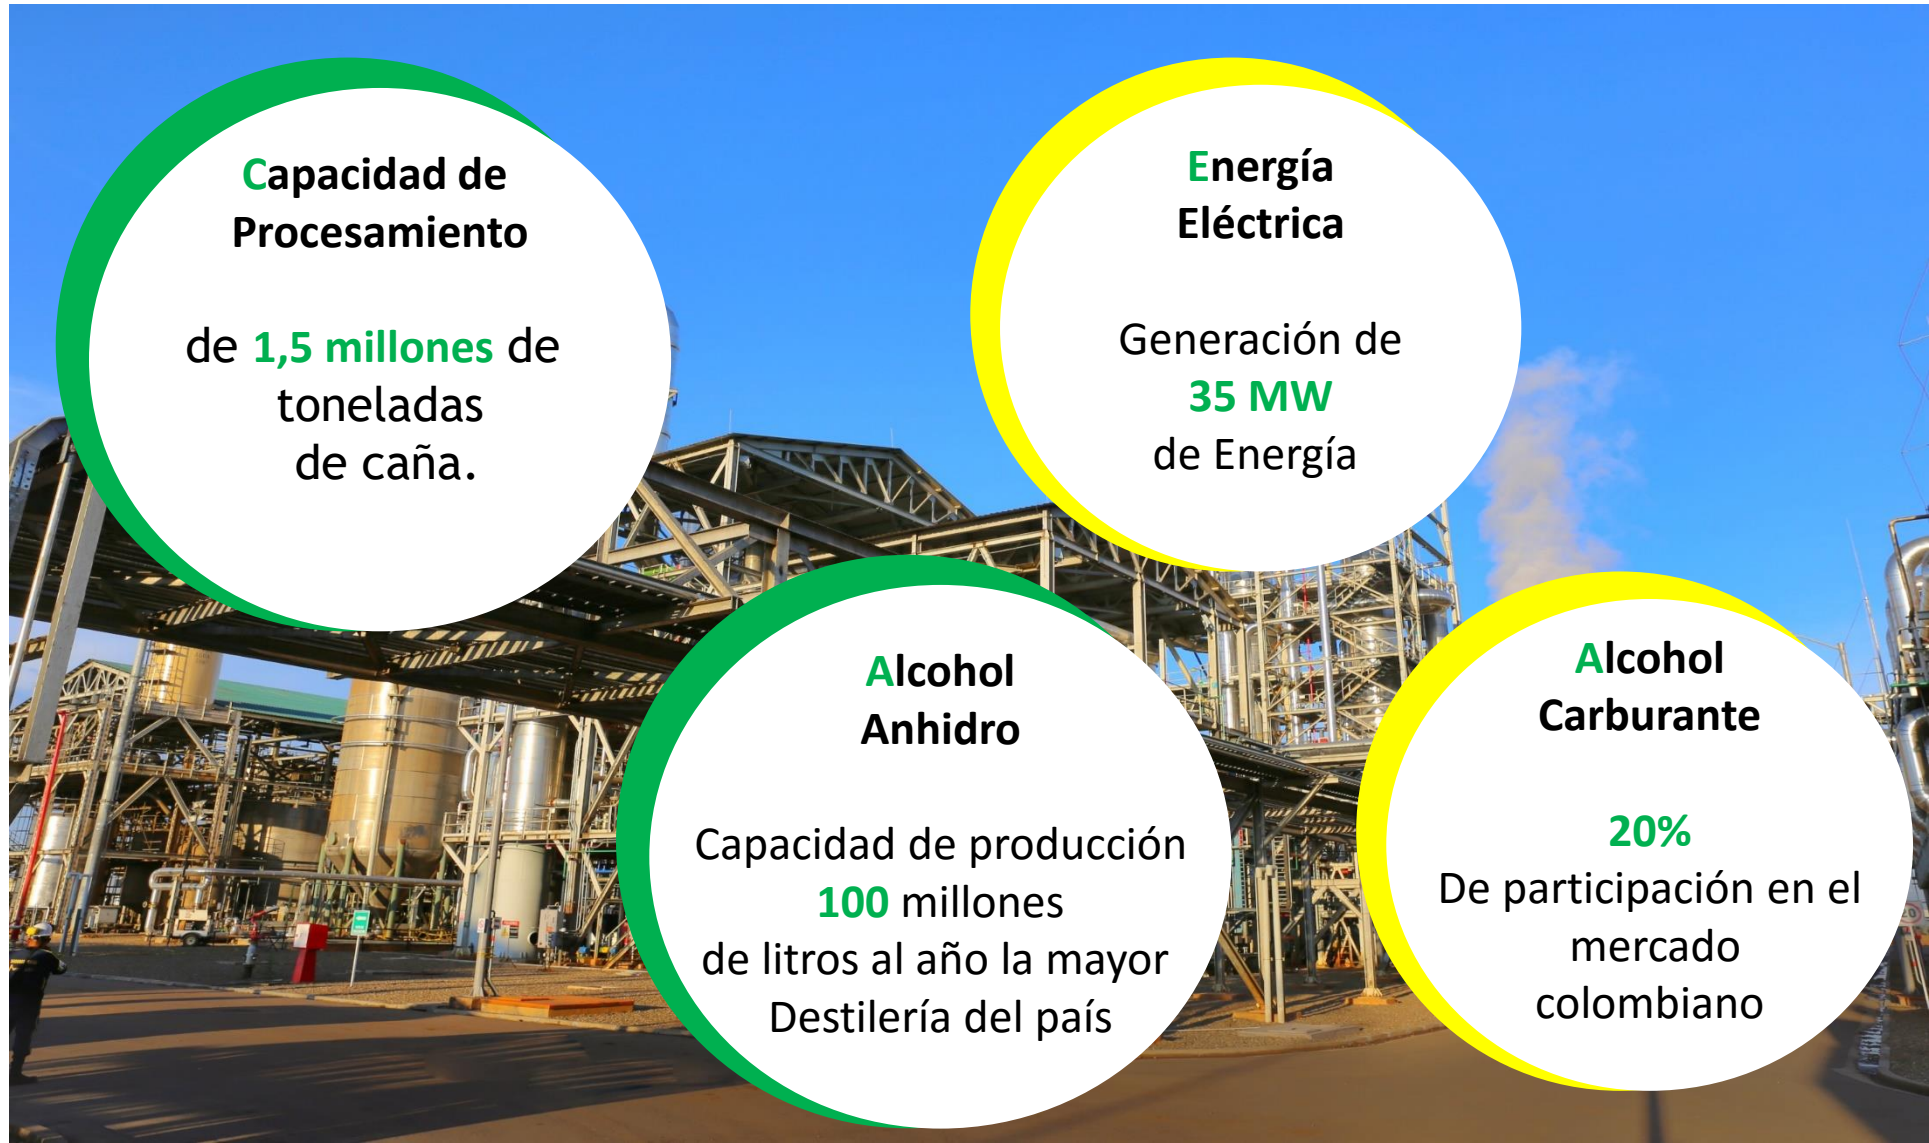 Capacidad de
Procesamiento
de 1,5 millones de
toneladas
de caña.
Energía
Eléctrica
Generación de
35 MW
de Energía
Alcohol
Anhidro
Capacidad de producción
100 millones
de litros al año la mayor
Destilería del país
Alcohol
Carburante
20%
De participación en el
mercado
colombiano